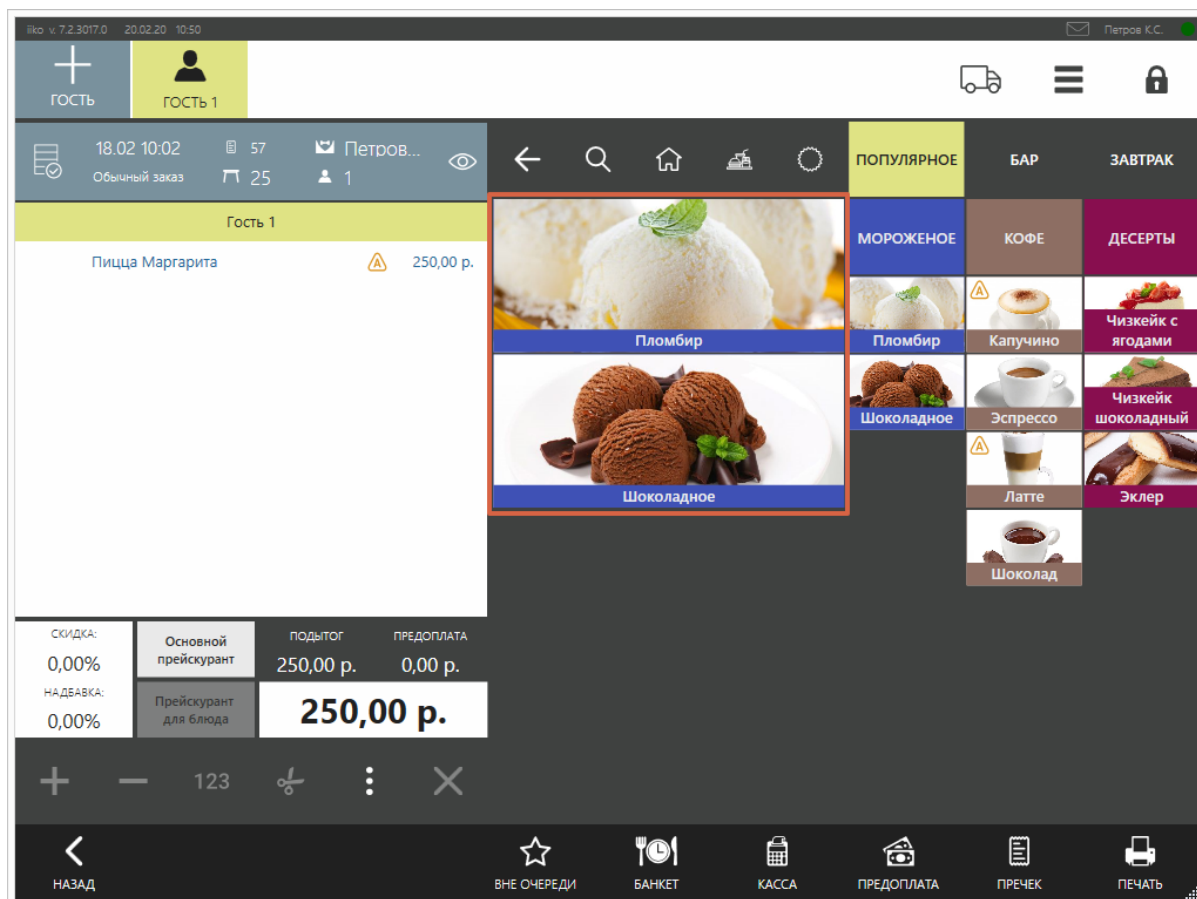 iiko v. 7.2.3017.0 20.02.20 10:50 Петров К.С.
ГОСТЬ
ГОСТЬ 1
18.02 10:02 57 Петров...
Обычный заказ 25 1
ПОПУЛЯРНОЕ БАР ЗАВТРАК
Гость 1
Пицца Маргарита А 250,00 р.
МОРОЖЕНОЕ КОФЕ ДЕСЕРТЫ
Пломбир
Шоколадное
Пломбир
Шоколадное
А
Капучино
Эспрессо
А
Латте
Шоколад
Чизкейк с
ягодами
Чизкейк
шоколадный
Эклер
СКИДКА:
0,00%
НАДБАВКА:
0,00%
Основной
прейскурант
Прейскурант
для блюда
ПОДЫТОГ ПРЕДОПЛАТА
250,00 р. 0,00 р.
250,00 р.
123
НАЗАД
ВНЕ ОЧЕРЕДИ
БАНКЕТ
КАССА
ПРЕДОПЛАТА
ПРЕЧЕК
ПЕЧАТЬ